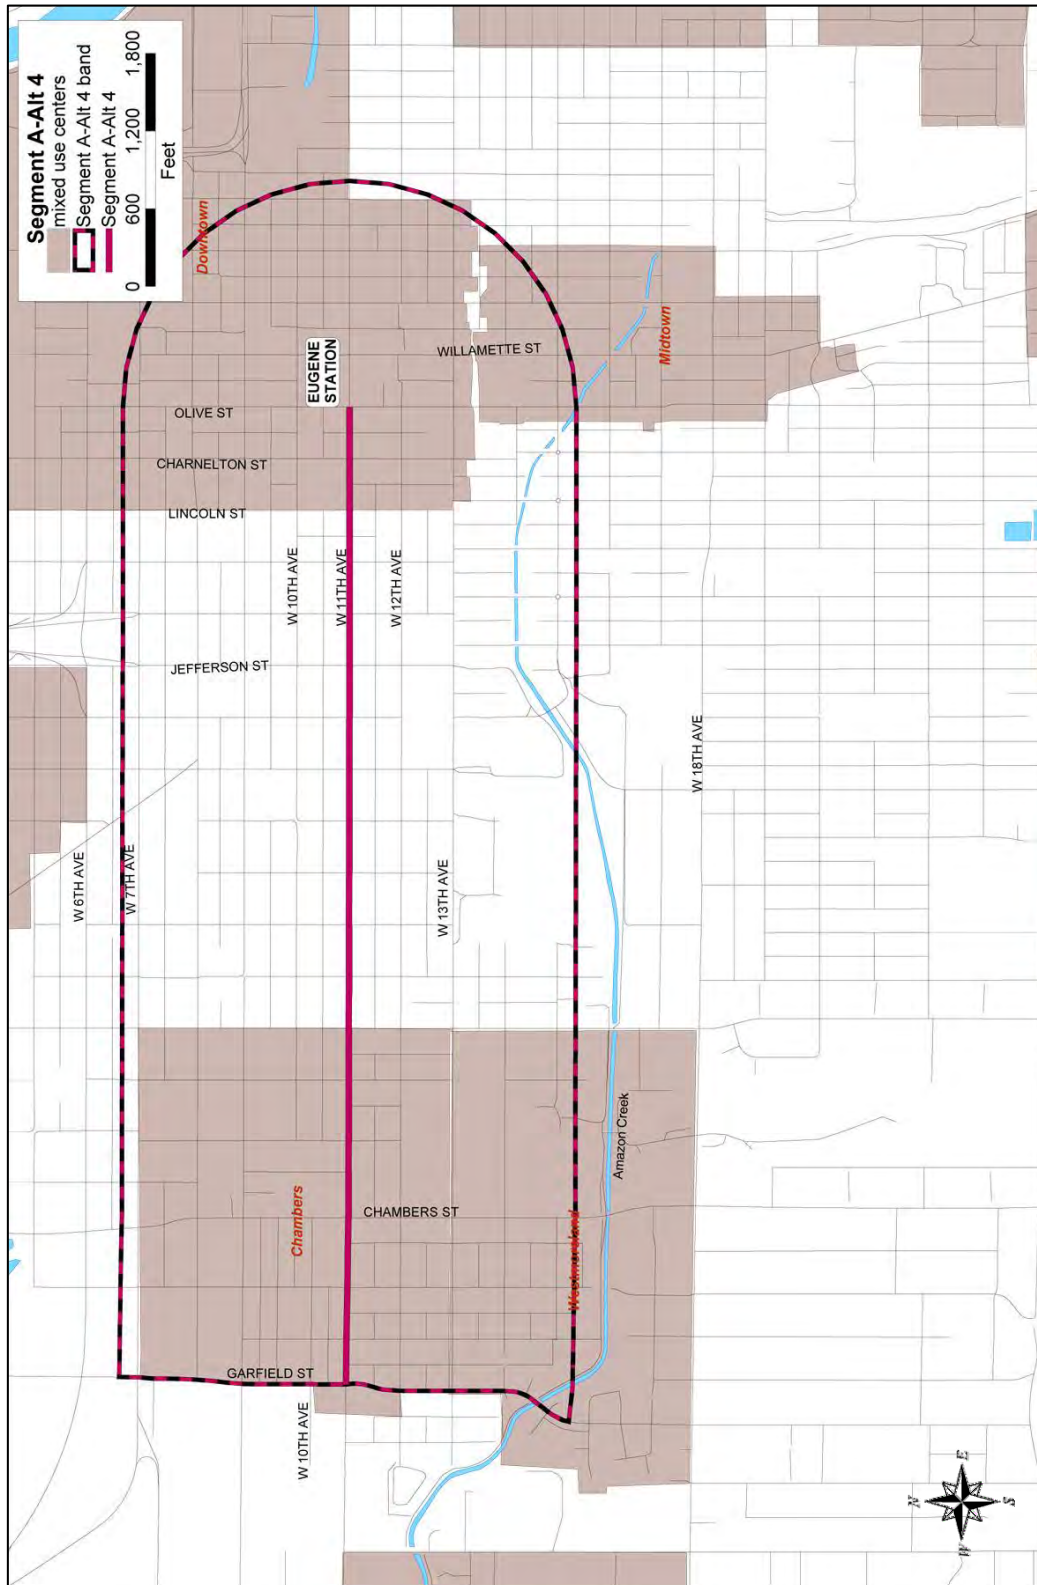 Segment A-Alt 4
mixed use centers
Segment A-Alt 4 band
Segment A-Alt 4
0 600 1,200 1,800
Feet
Downtown
EUGENE
STATION
WILLAMETTE ST
Midtown
OLIVE ST
CHARNELTON ST
LINCOLN ST
W 10TH AVE
W 11TH AVE
W 12TH AVE
JEFFERSON ST
W 18TH AVE
W 6TH AVE
W 7TH AVE
W 13TH AVE
Amazon Creek
Chambers
CHAMBERS ST
Westmoreland
GARFIELD ST
W 10TH AVE
N
E
S
W